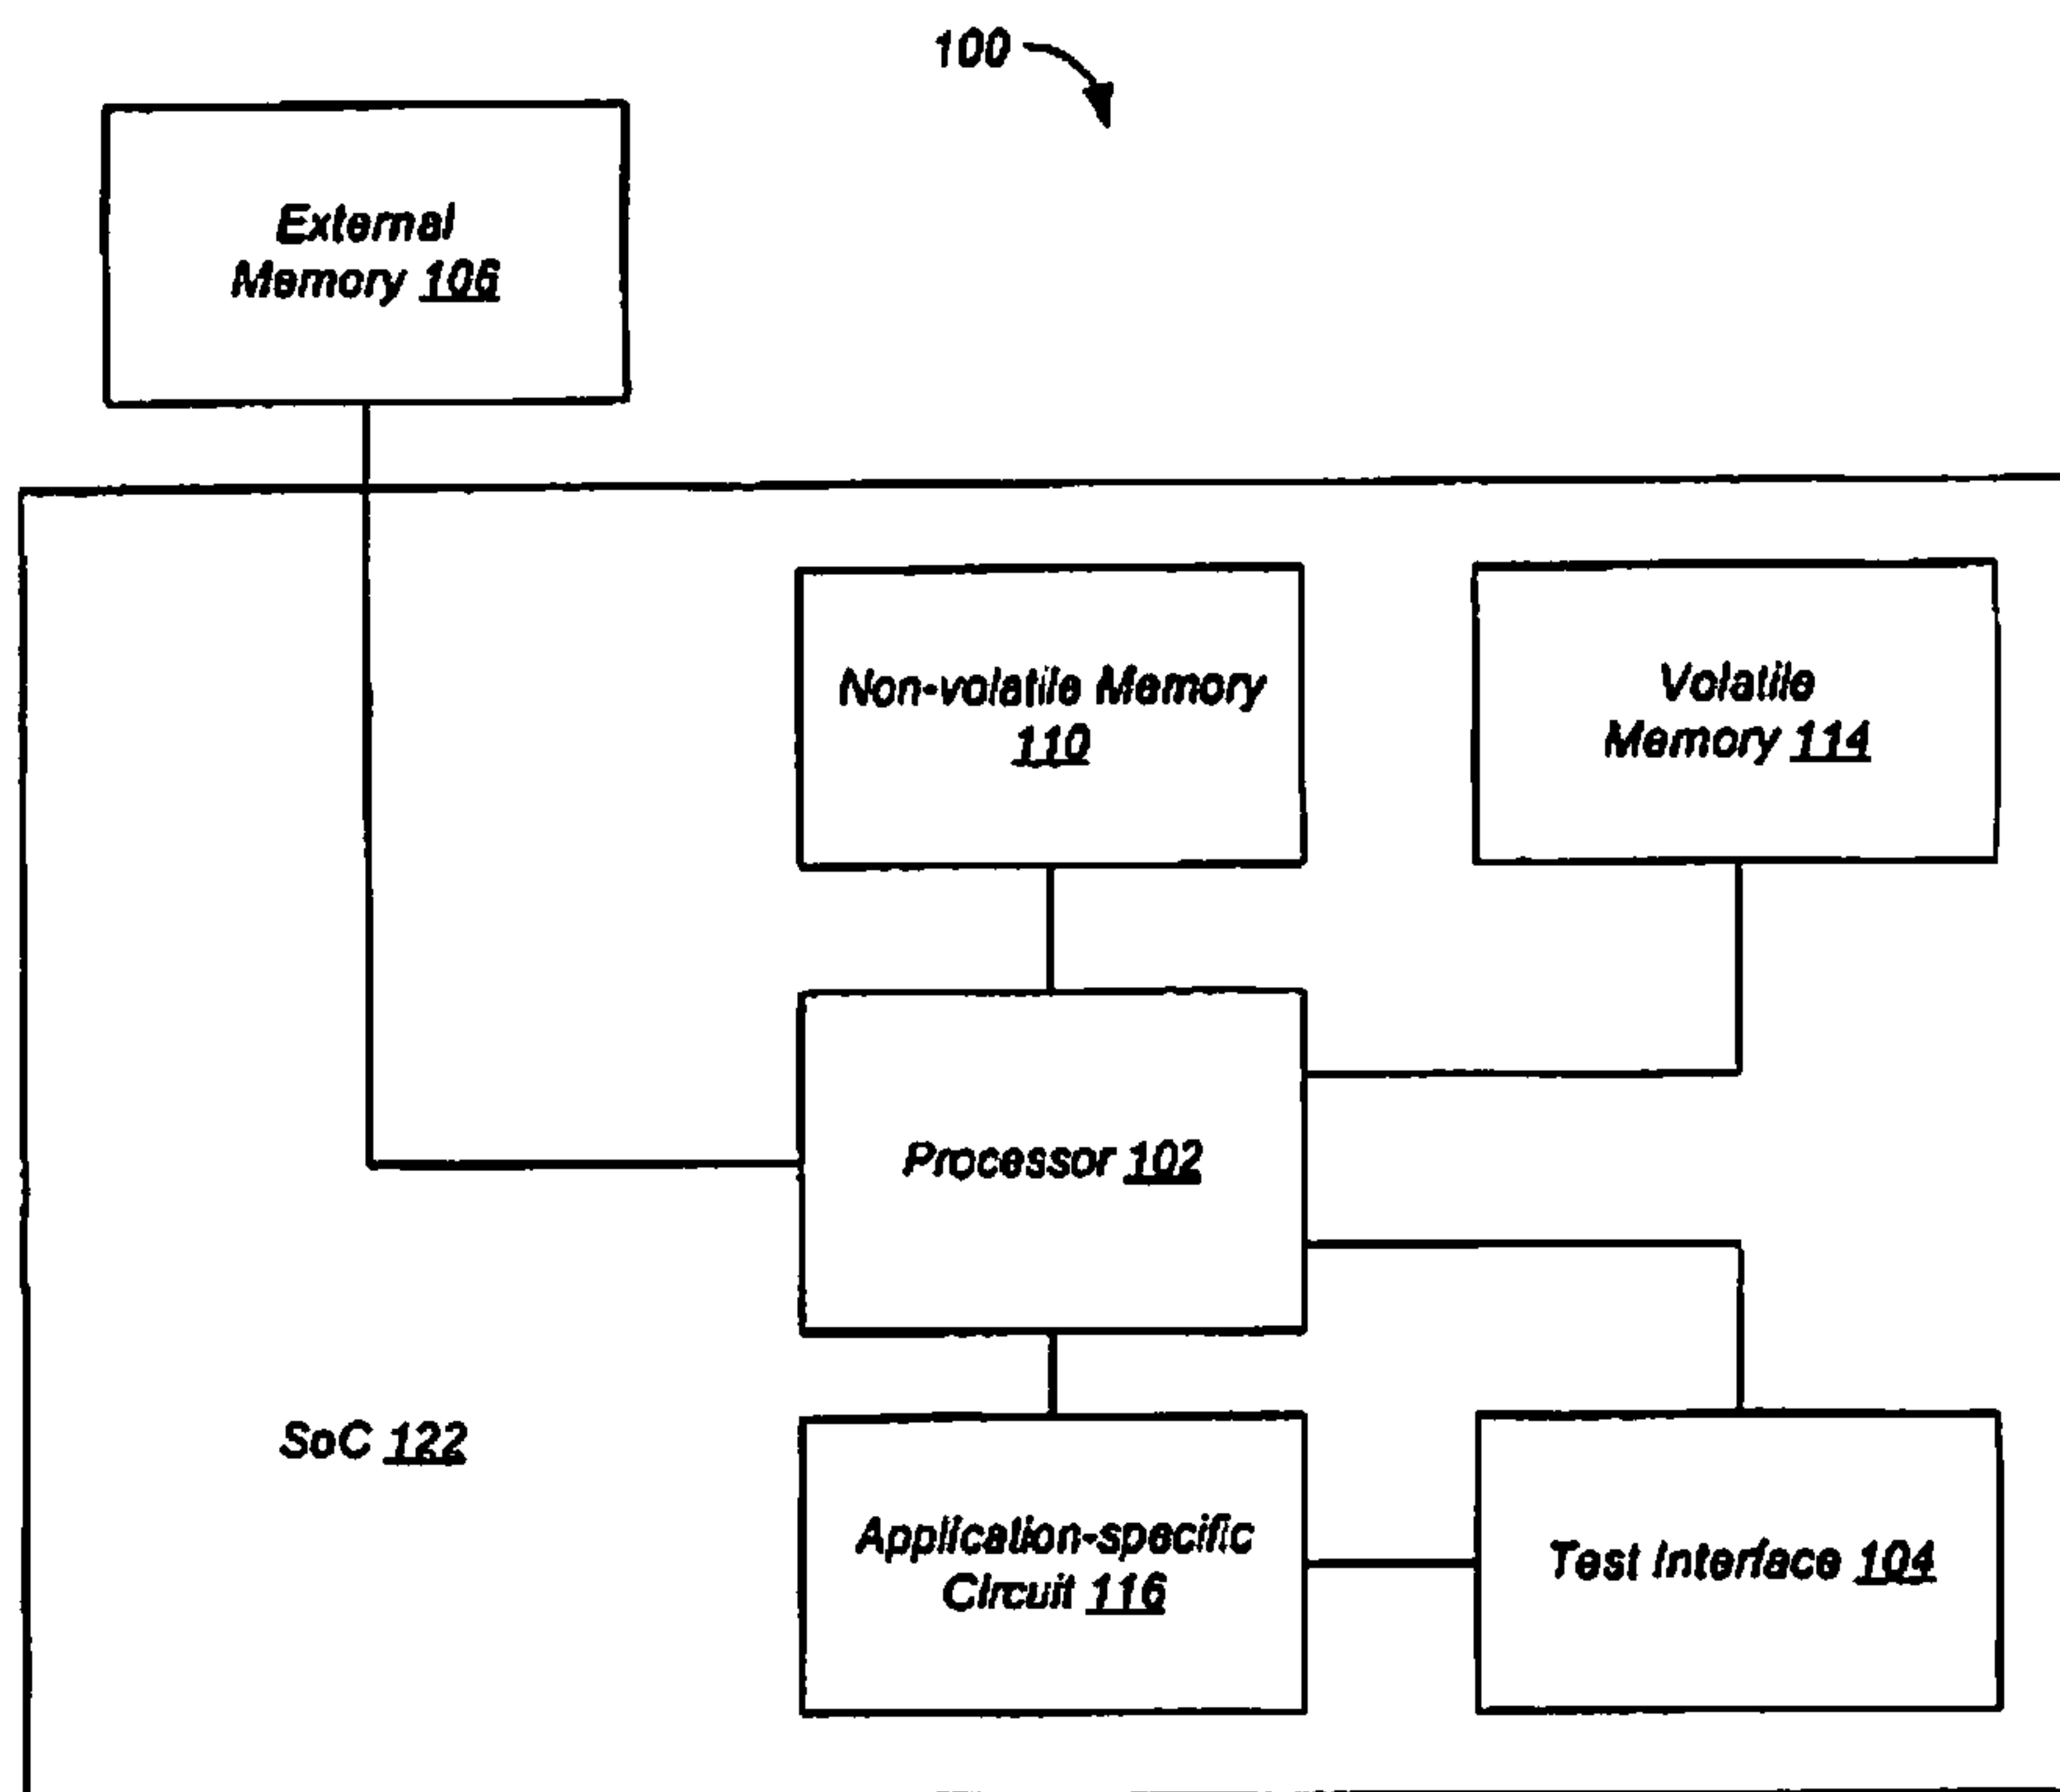 100
External
Memory 106
Non-volatile Memory
110
Volatile
Memory 114
Processor 102
SoC 122
Application-specific
Circuit 116
Test Interface 104